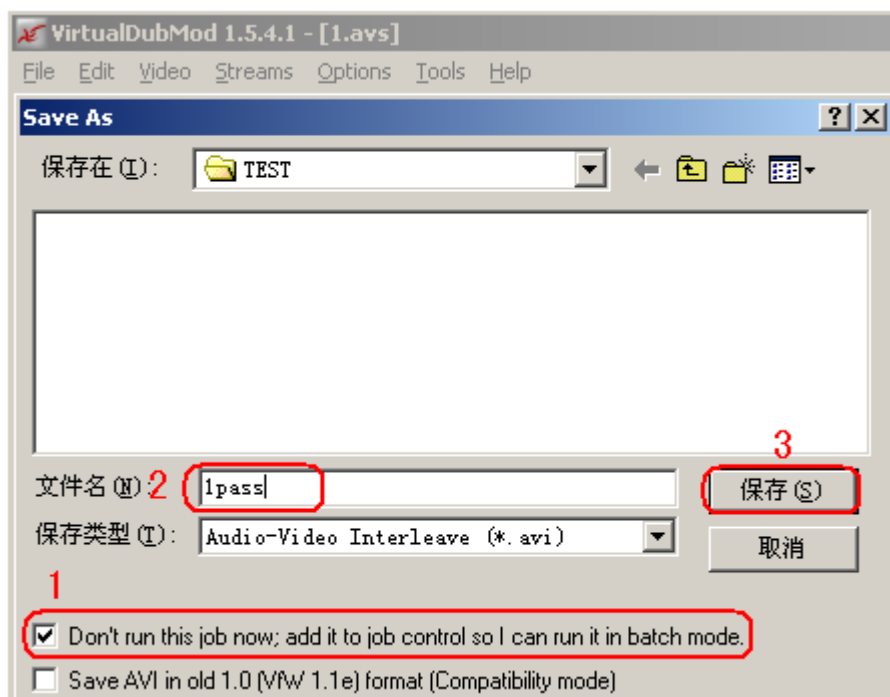 VirtualDubMod 1.5.4.1 - [1.avs]
File Edit Video Streams Options Tools Help
Save As
保存在(I): TEST
3
文件名(N): 2 1pass 保存(S)
保存类型(T): Audio-Video Interleave (*.avi) 取消
1
Don't run this job now; add it to job control so I can run it in batch mode.
Save AVI in old 1.0 (VfW 1.1e) format (Compatibility mode)